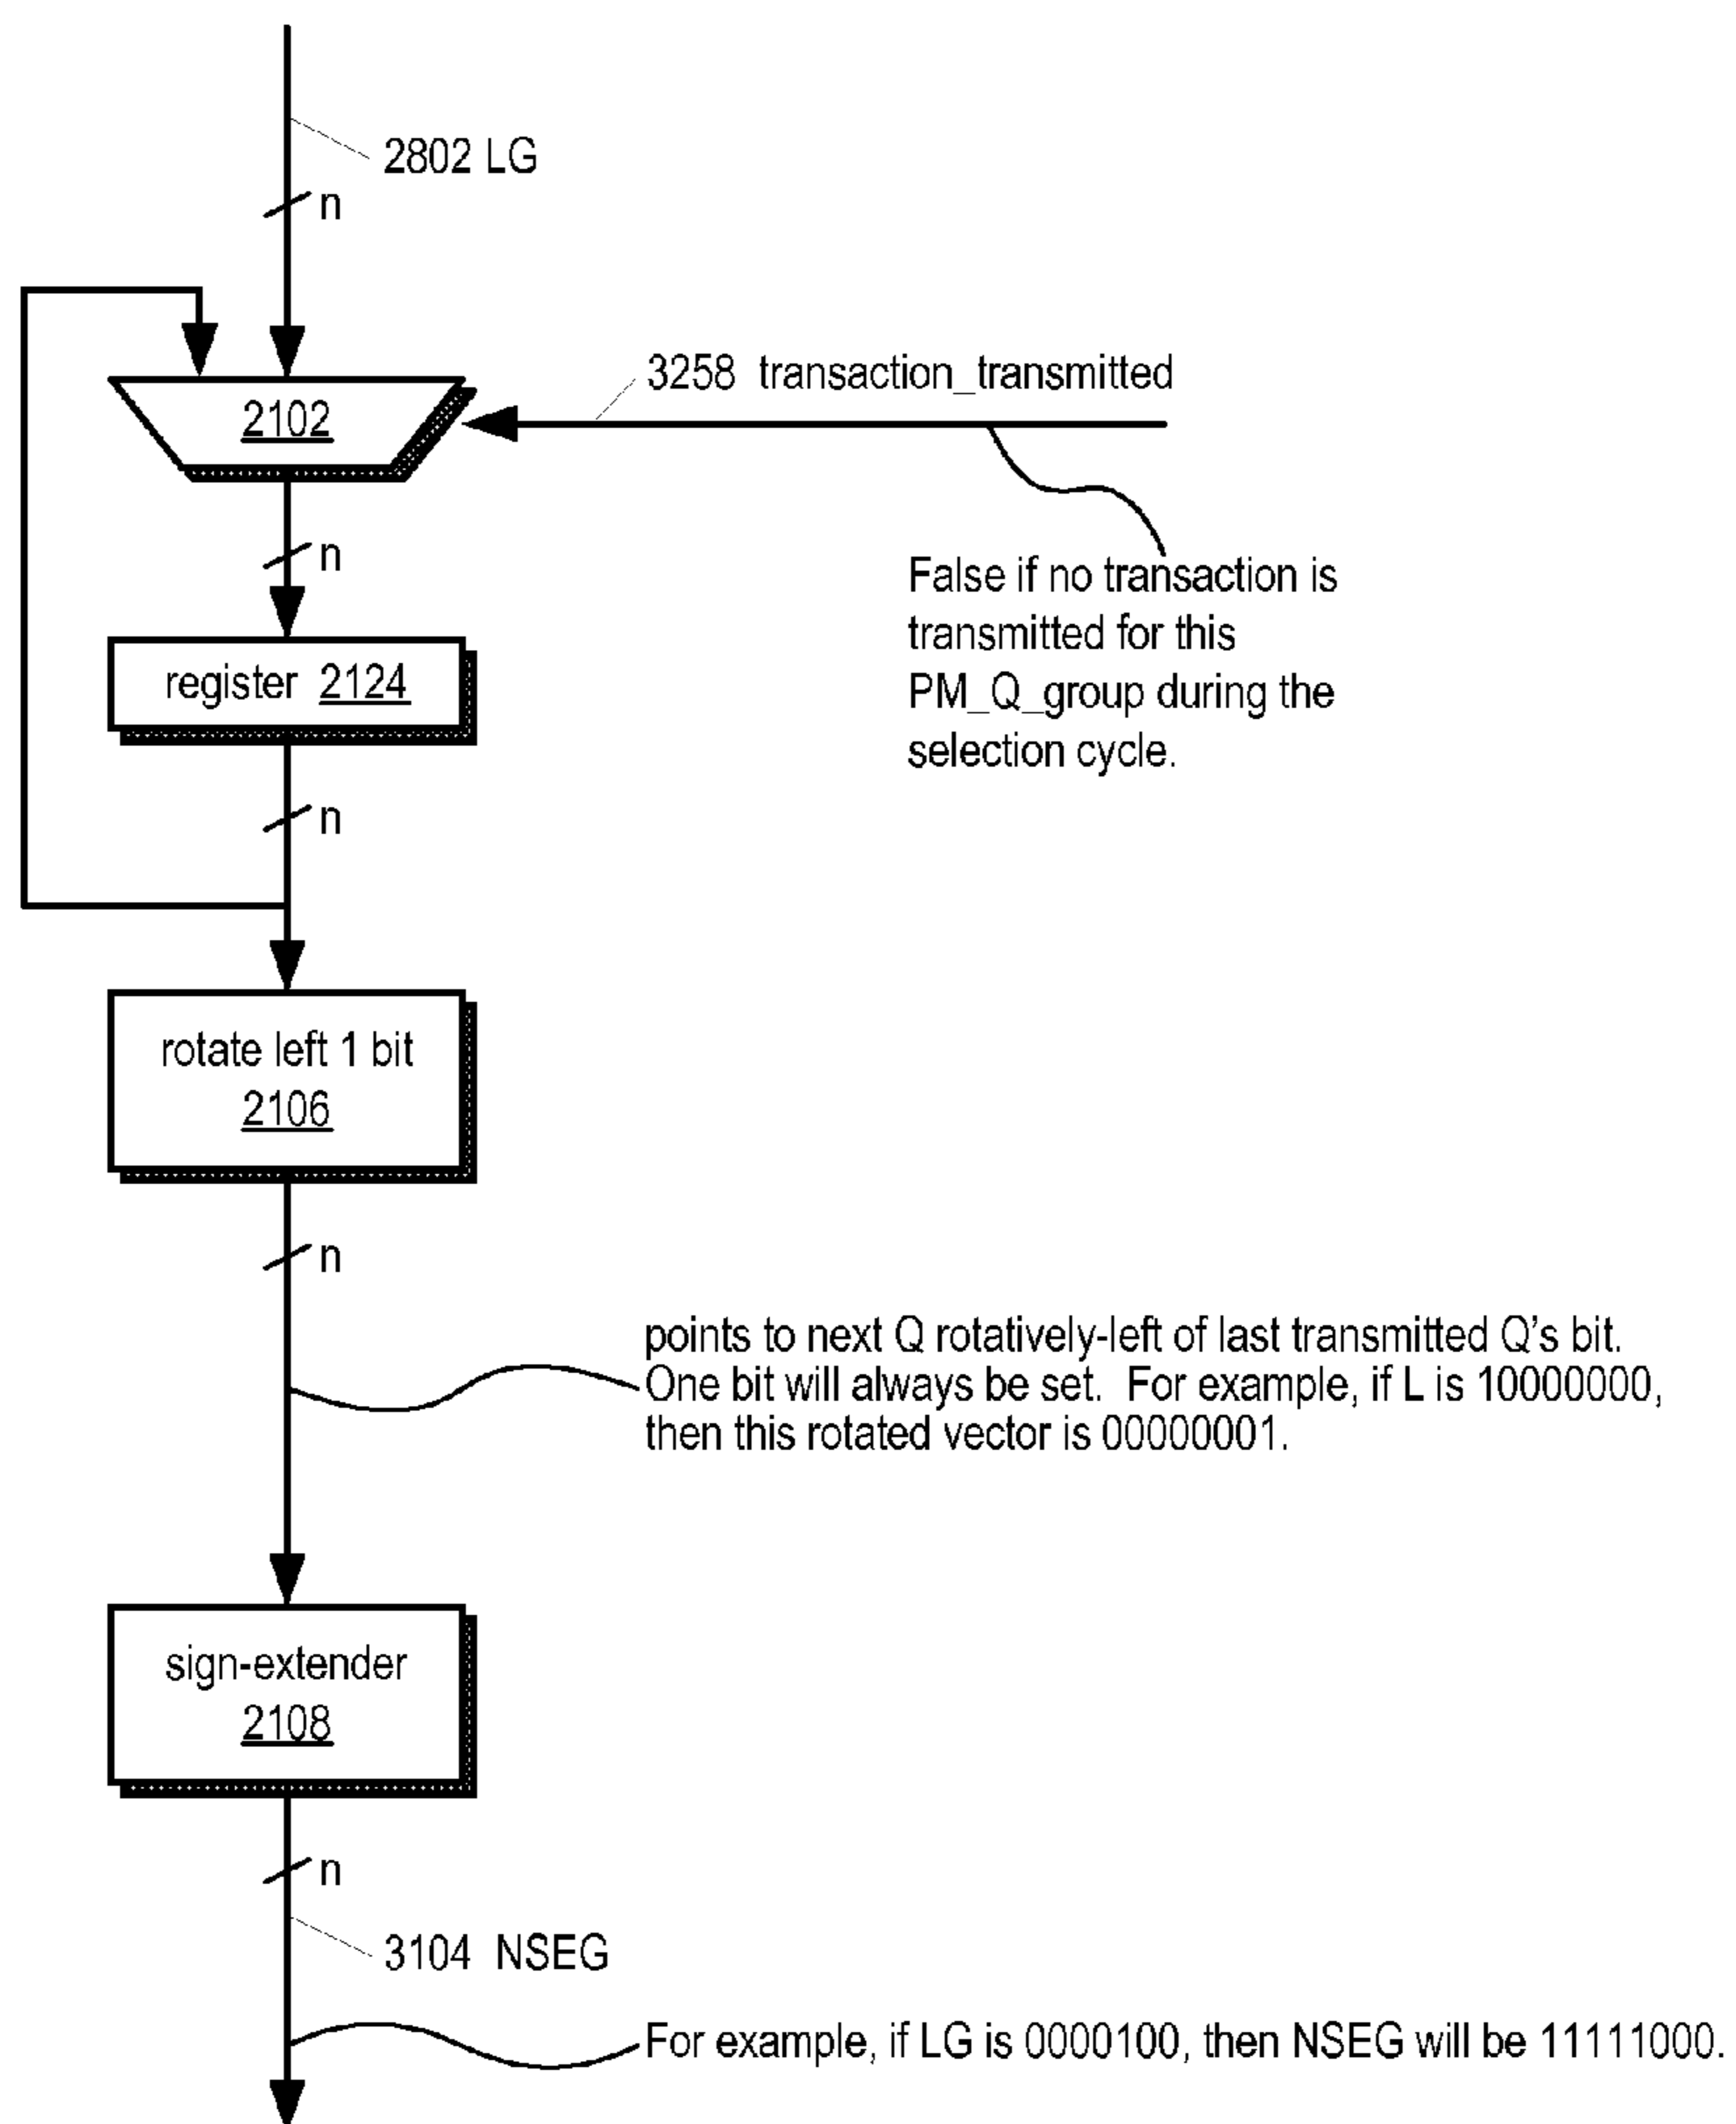 2802 LG
n
3258 transaction_transmitted
2102
n
False if no transaction is
transmitted for this
PM_Q_group during the
selection cycle.
register 2124
n
rotate left 1 bit
2106
n
points to next Q rotatively-left of last transmitted Q's bit.
One bit will always be set. For example, if L is 10000000,
then this rotated vector is 00000001.
sign-extender
2108
n
3104 NSEG
For example, if LG is 0000100, then NSEG will be 11111000.